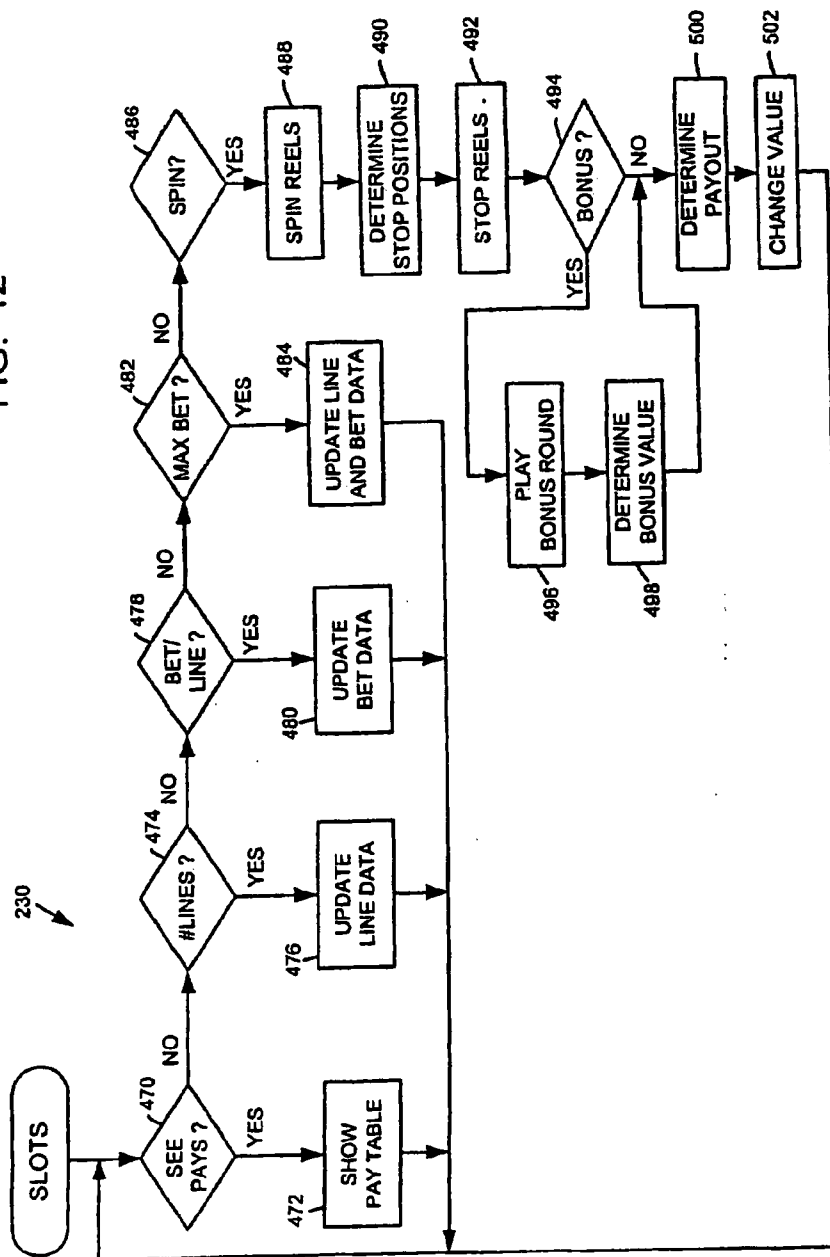 FIG. 12
230
SLOTS
470
SEE
PAYS ?
NO
YES
472
SHOW
PAY TABLE
474
#LINES ?
NO
YES
476
UPDATE
LINE DATA
478
BET/
LINE ?
NO
YES
480
UPDATE
BET DATA
482
MAX BET ?
NO
YES
484
UPDATE LINE
AND BET DATA
486
SPIN?
YES
488
SPIN REELS
490
DETERMINE
STOP POSITIONS
492
STOP REELS .
494
BONUS ?
YES
NO
496
PLAY
BONUS ROUND
498
DETERMINE
BONUS VALUE
500
DETERMINE
PAYOUT
502
CHANGE VALUE